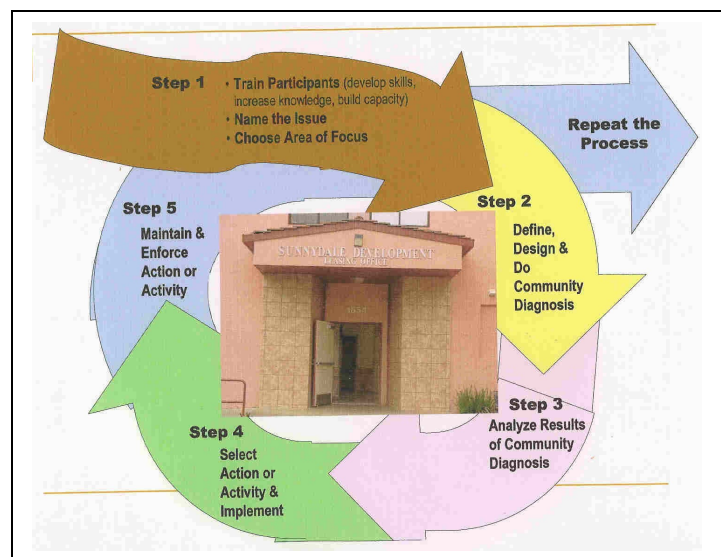 Step 1
• Train Participants (develop skills,
increase knowledge, build capacity)
• Name the Issue
• Choose Area of Focus
Repeat the
Process
Step 2
Define,
Design &
Do
Community
Diagnosis
Step 3
Analyze Results
of Community
Diagnosis
Step 4
Select
Action or
Activity &
Implement
Step 5
Maintain &
Enforce
Action or
Activity
SUNNYDALE DEVELOPMENT
LEASING OFFICE